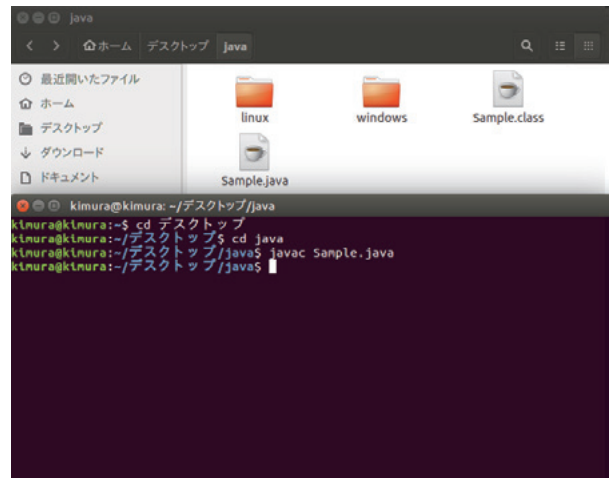 java
ホーム デスクトップ java
最近開いたファイル
ホーム
デスクトップ
ダウンロード
ドキュメント
linux
windows
Sample.class
Sample.java
kimura@kimura: ~/デスクトップ/java
kimura@kimura:~$ cd デスクトップ
kimura@kimura:~/デスクトップ$ cd java
kimura@kimura:~/デスクトップ/java$ javac Sample.java
kimura@kimura:~/デスクトップ/java$